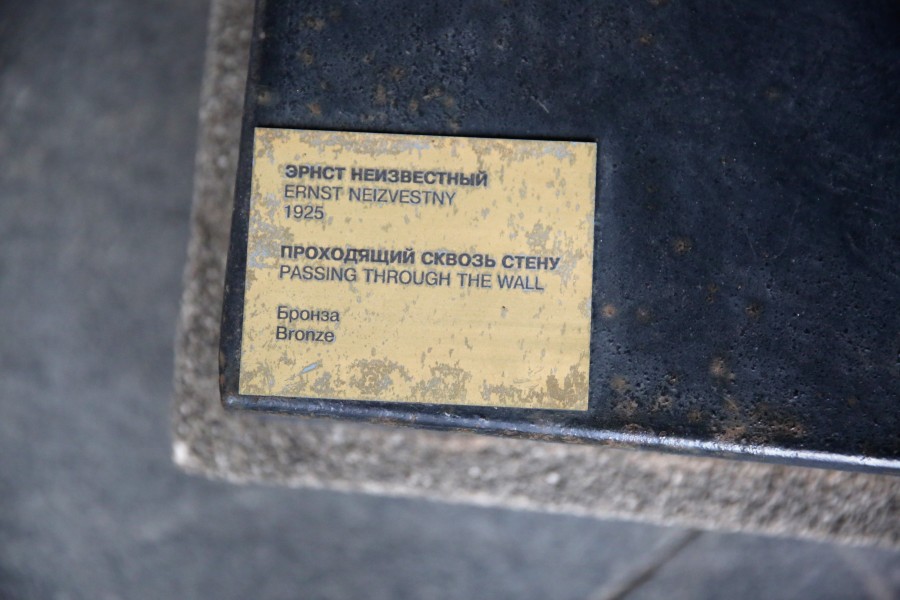 ЭРНСТ НЕИЗВЕСТНЫЙ
ERNST NEIZVESTNY
1925
ПРОХОДЯЩИЙ СКВОЗЬ СТЕНУ
PASSING THROUGH THE WALL
Бронза
Bronze